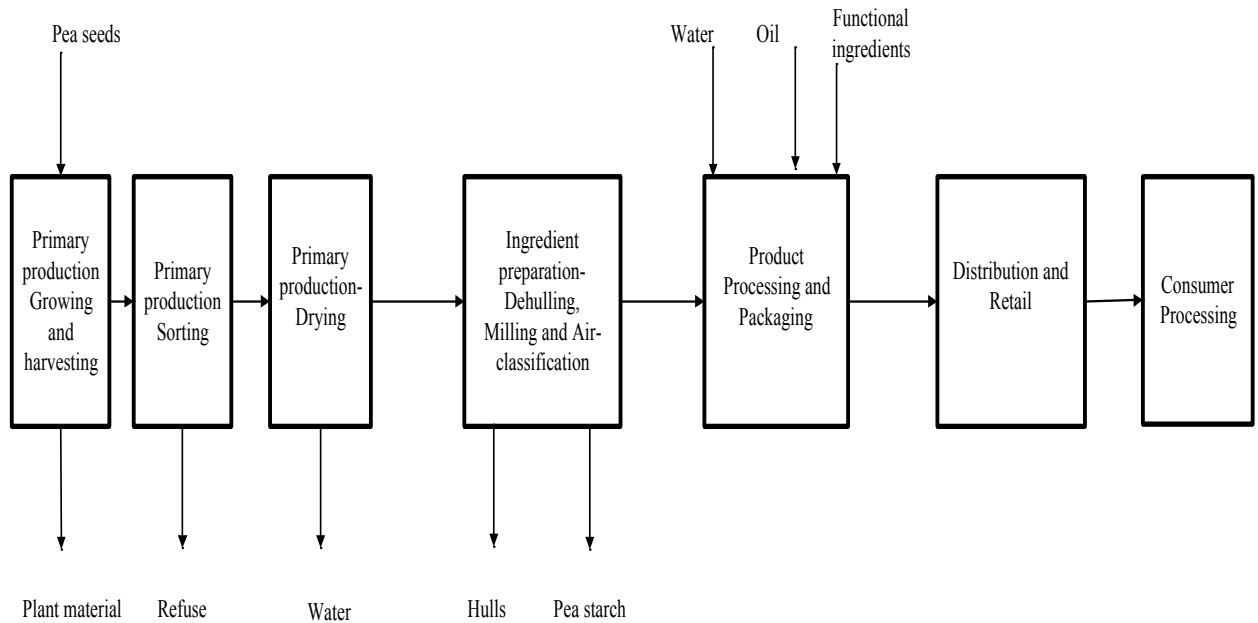 Pea seeds
Water
Oil
Functional
ingredients
Primary
production
Growing
and
harvesting
Primary
production
Sorting
Primary
production-
Drying
Ingredient
preparation-
Dehulling,
Milling and Air-
classification
Product
Processing and
Packaging
Distribution and
Retail
Consumer
Processing
Plant material
Refuse
Water
Hulls
Pea starch